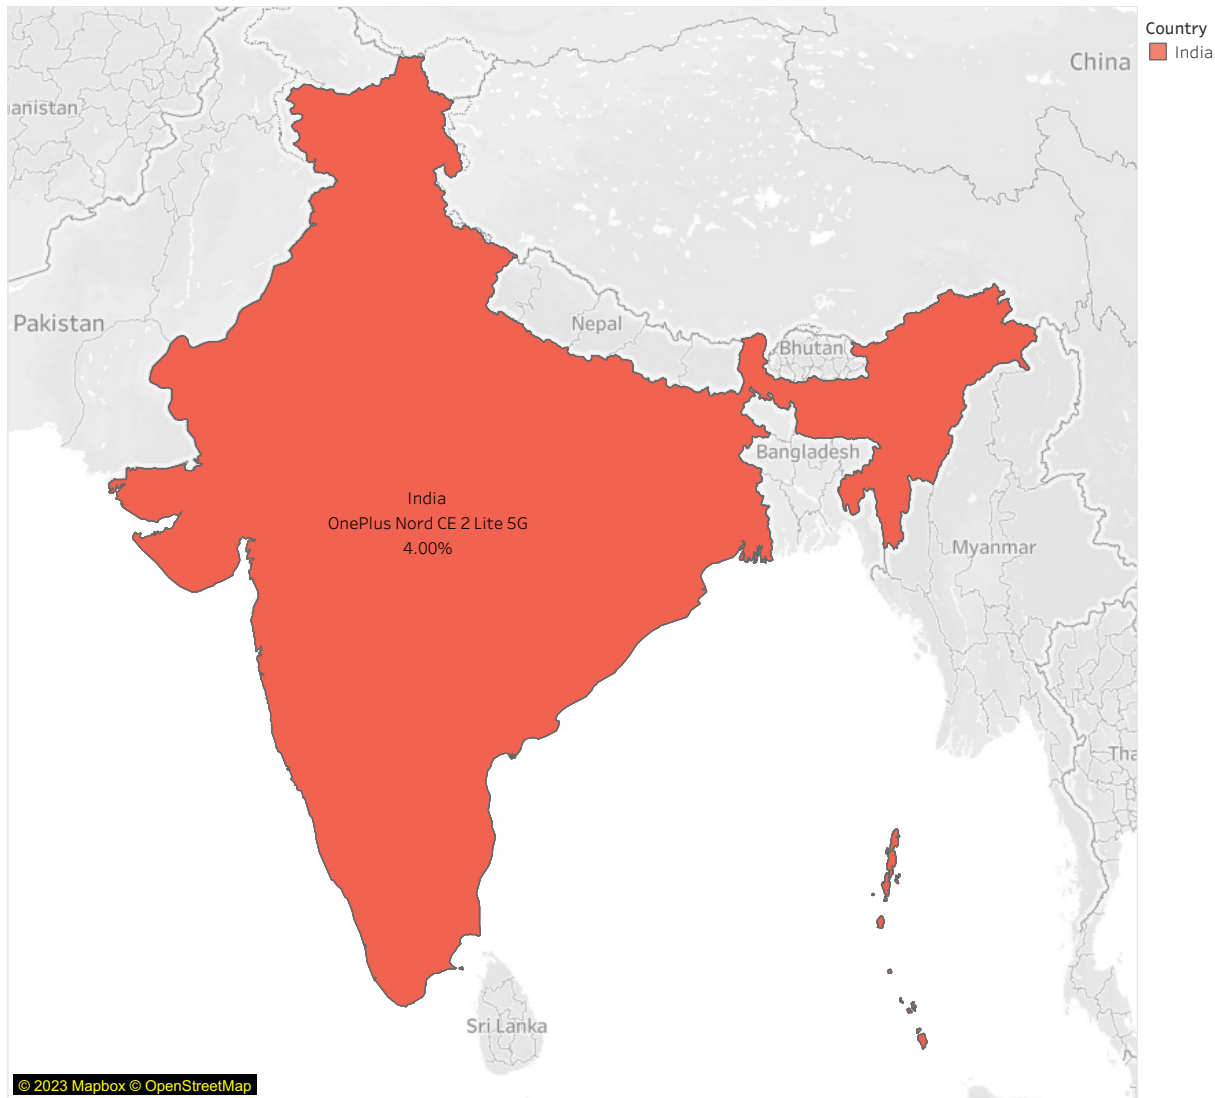 Country
India
China
anistan
Pakistan
Nepal
Bhutan
Bangladesh
India
OnePlus Nord CE 2 Lite 5G
4.00%
Myanmar
Tha
Sri Lanka
© 2023 Mapbox © OpenStreetMap